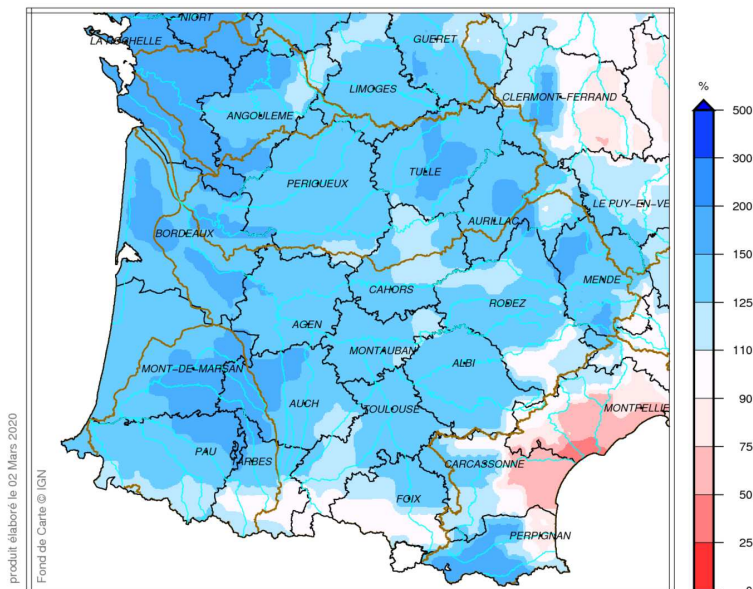 NIORT
LA ROCHELLE
GUERET
LIMOGES
CLERMONT-FERRAND
ANGOULEME
PERIGUEUX
TULLE
LE PUY-EN-VE
AURILLAC
BORDEAUX
CAHORS
MENDE
RODEZ
AGEN
MONTAUBAN
ALBI
MONT-DE-MARSAN
AUCH
TOULOUSE
MONTPELLIE
PAU
TARBES
CARCASSONNE
FOIX
PERPIGNAN
%
500
300
200
150
125
110
90
75
50
25
0
produit élaboré le 02 Mars 2020
Fond de Carte © IGN